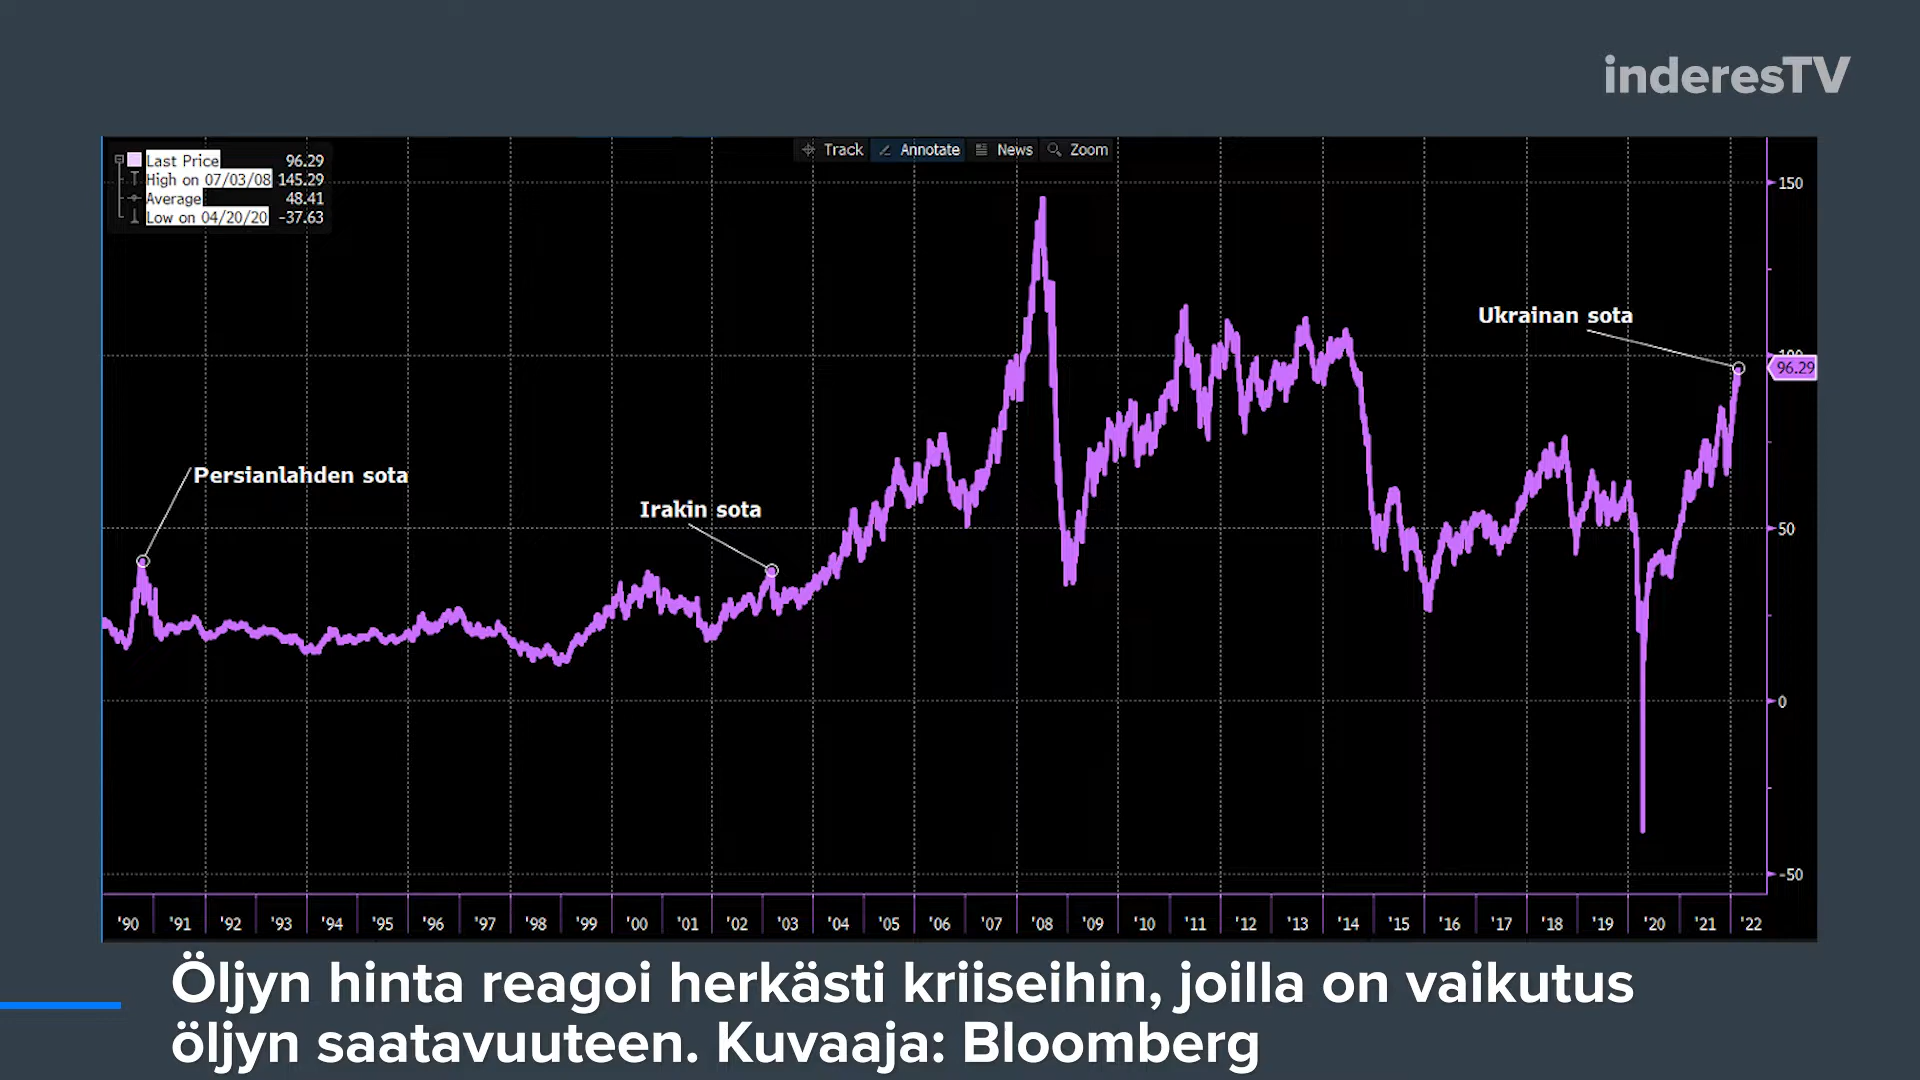 inderesTV
Track Annotate News Zoom
Last Price 96.29
High on 07/03/08 145.29
Average 48.41
Low on 04/20/20 -37.63
150
Ukrainan sota
100
96.29
Persianlahden sota
Irakin sota
50
0
-50
'90 '91 '92 '93 '94 '95 '96 '97 '98 '99 '00 '01 '02 '03 '04 '05 '06 '07 '08 '09 '10 '11 '12 '13 '14 '15 '16 '17 '18 '19 '20 '21 '22
Öljyn hinta reagoi herkästi kriiseihin, joilla on vaikutus
öljyn saatavuuteen. Kuvaaja: Bloomberg